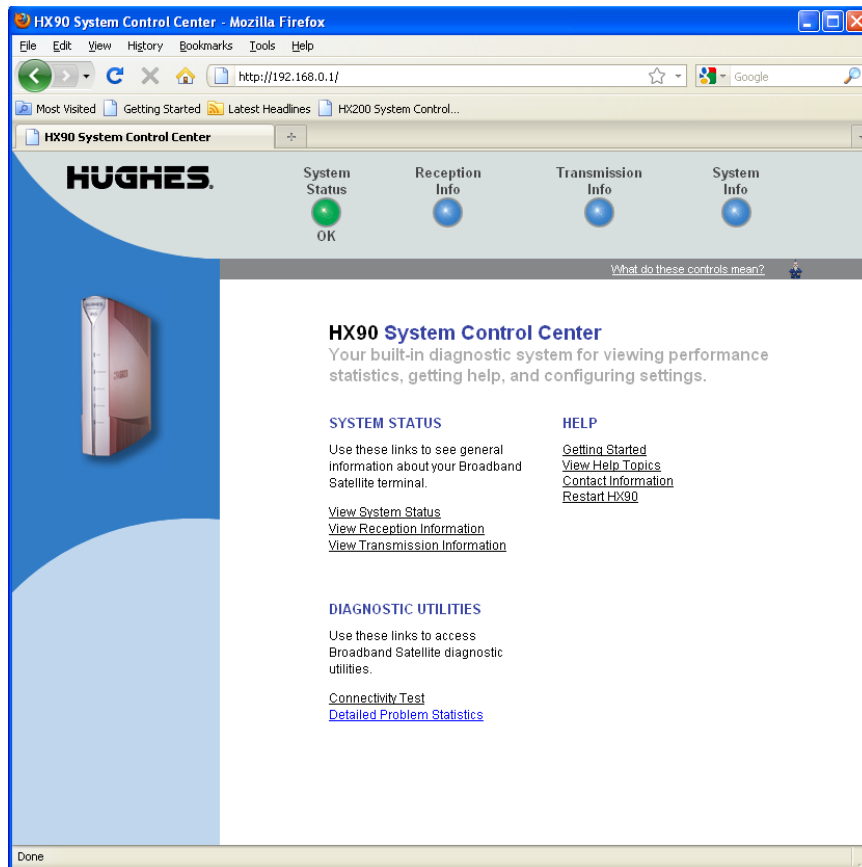 HX90 System Control Center - Mozilla Firefox
File Edit View History Bookmarks Tools Help
http://192.168.0.1/
Google
Most Visited Getting Started Latest Headlines HX200 System Control...
HX90 System Control Center
HUGHES.
System Status
OK
Reception Info
Transmission Info
System Info
What do these controls mean?
HX90 System Control Center
Your built-in diagnostic system for viewing performance
statistics, getting help, and configuring settings.
SYSTEM STATUS
Use these links to see general
information about your Broadband
Satellite terminal.
View System Status
View Reception Information
View Transmission Information
HELP
Getting Started
View Help Topics
Contact Information
Restart HX90
DIAGNOSTIC UTILITIES
Use these links to access
Broadband Satellite diagnostic
utilities.
Connectivity Test
Detailed Problem Statistics
Done